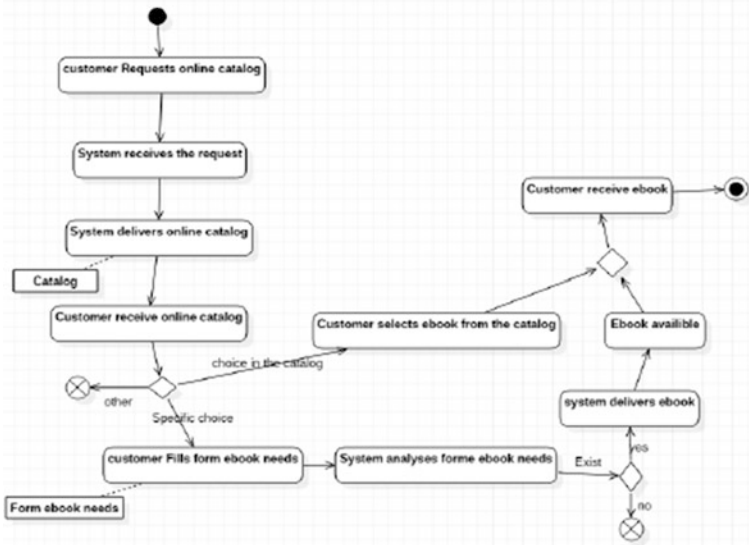 customer Requests online catalog
System receives the request
Customer receive ebook
System delivers online catalog
Catalog
Customer receive online catalog
Customer selects ebook from the catalog
Ebook availible
choice in the catalog
other
system delivers ebook
Specific choice
yes
customer Fills form ebook needs
System analyses forme ebook needs
Exist
no
Form ebook needs